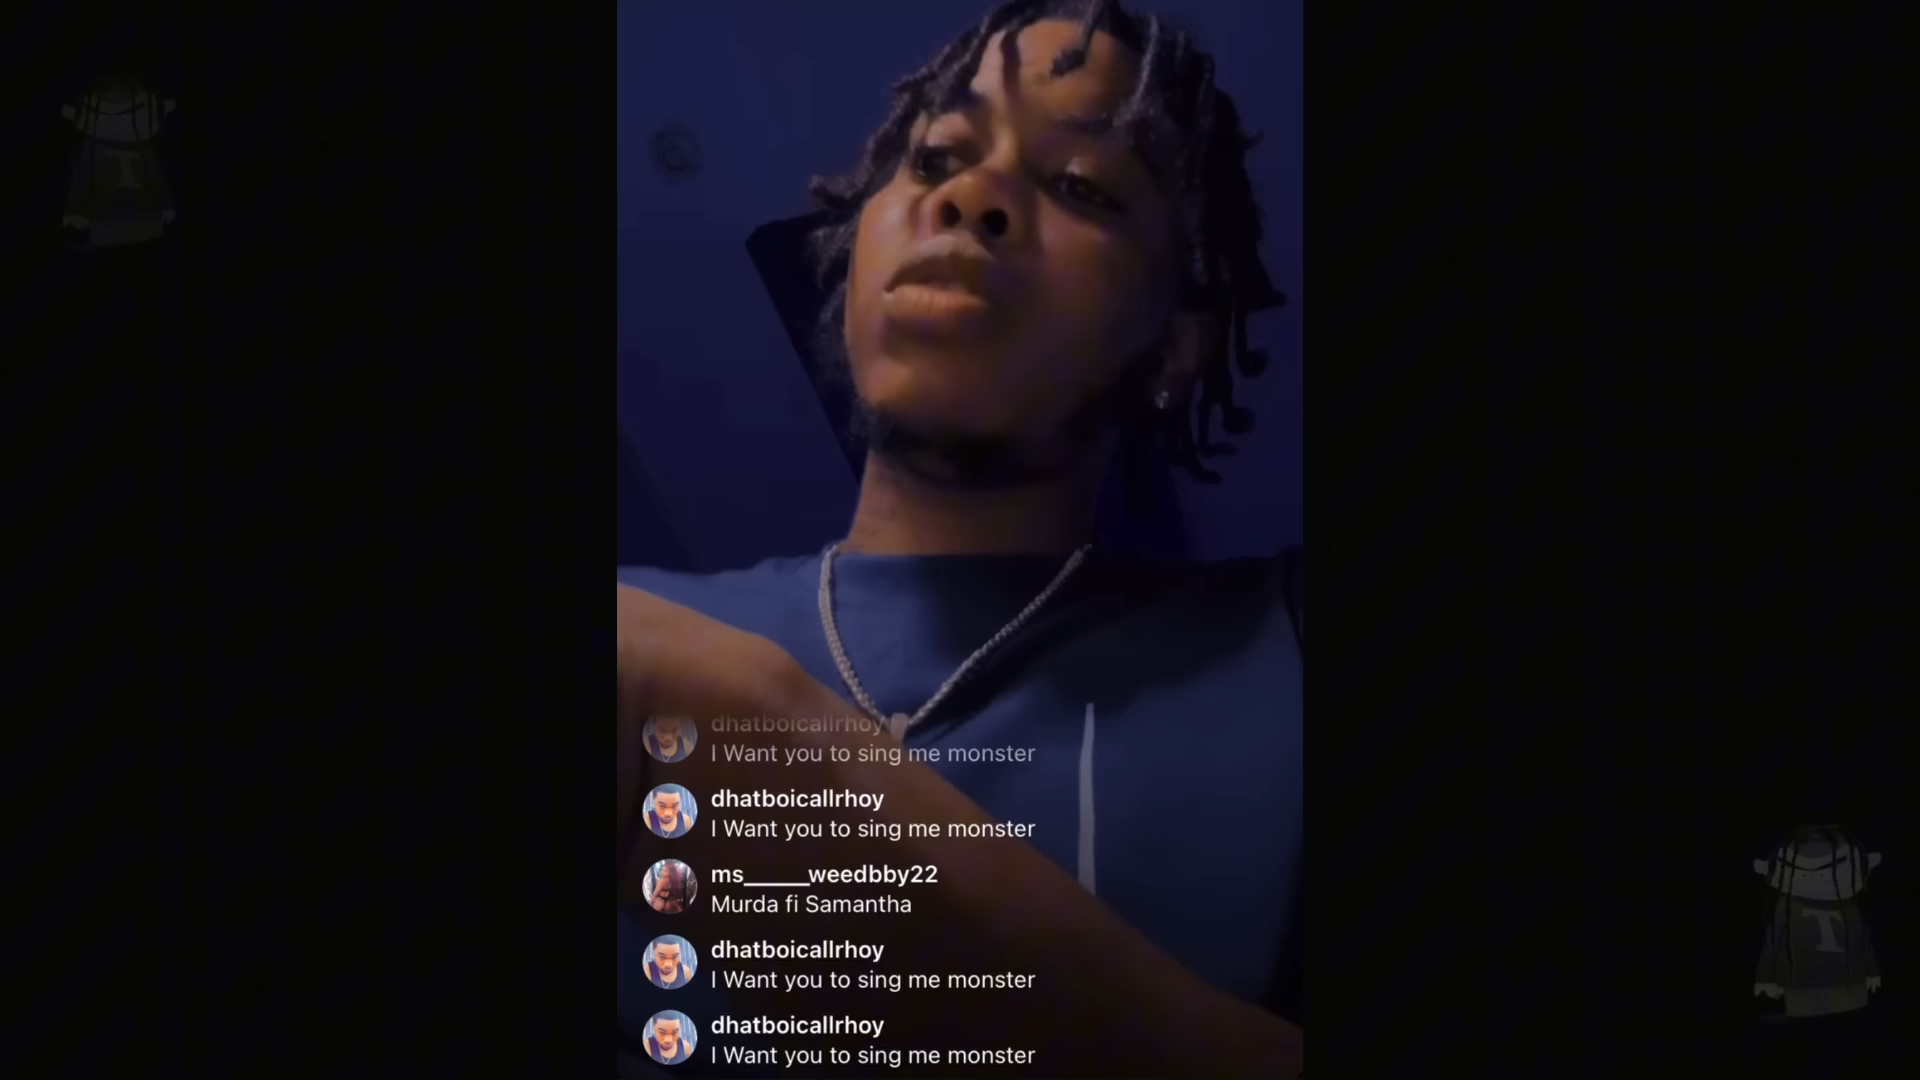 T
dhatboicallrhoy
I Want you to sing me monster
dhatboicallrhoy
I Want you to sing me monster
ms_____weedbby22
Murda fi Samantha
dhatboicallrhoy
I Want you to sing me monster
dhatboicallrhoy
I Want you to sing me monster
T